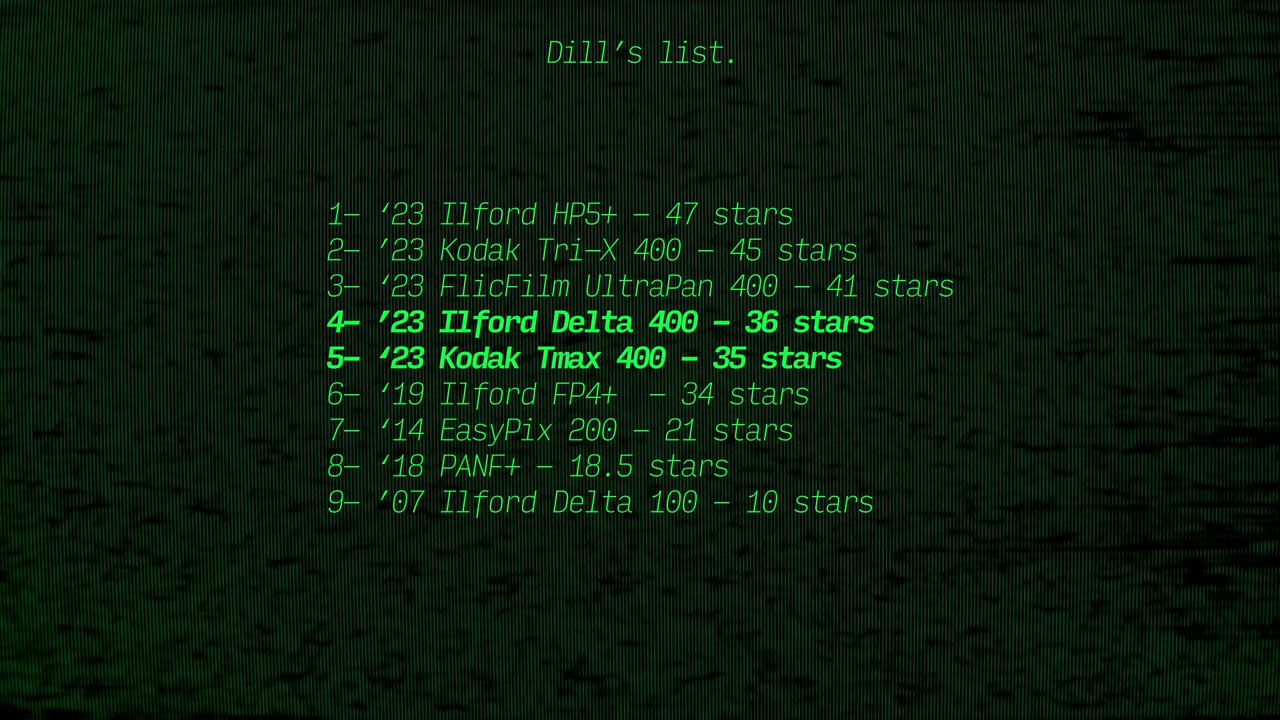 Dill's list.
1– ‘23 Ilford HP5+ – 47 stars
2– ’23 Kodak Tri-X 400 – 45 stars
3– ‘23 FlicFilm UltraPan 400 – 41 stars
4– ’23 Ilford Delta 400 – 36 stars
5– ‘23 Kodak Tmax 400 – 35 stars
6– ‘19 Ilford FP4+  – 34 stars
7– ‘14 EasyPix 200 – 21 stars
8– ‘18 PANF+ – 18.5 stars
9– ’07 Ilford Delta 100 – 10 stars